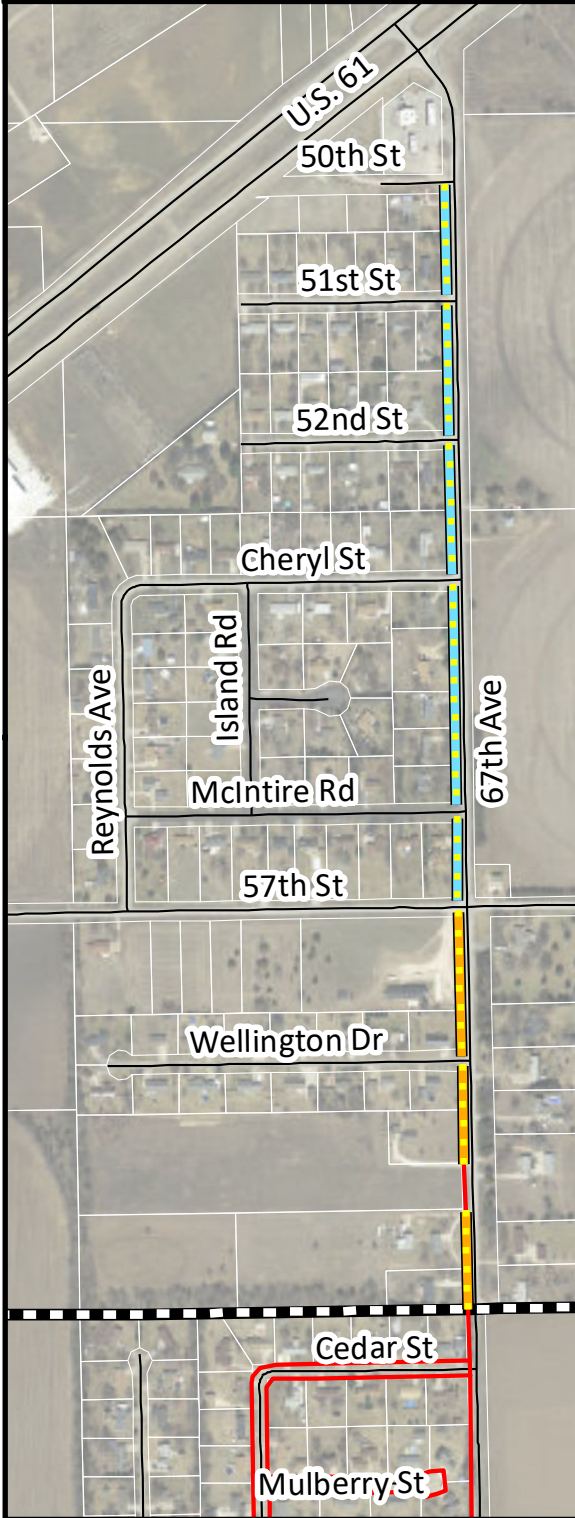 U.S. 61
50th St
51st St
52nd St
Cheryl St
Island Rd
Reynolds Ave
67th Ave
McIntire Rd
57th St
Wellington Dr
Cedar St
Mulberry St